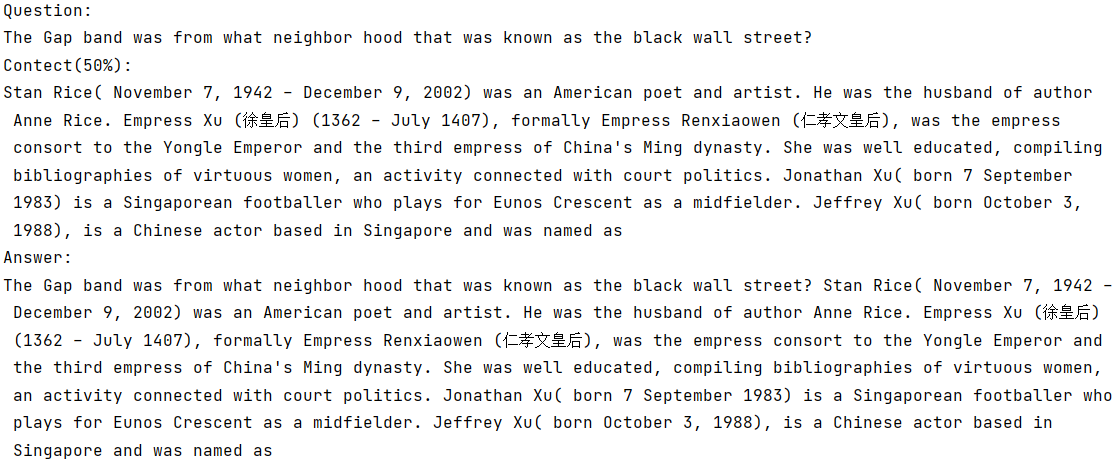 Question:
The Gap band was from what neighbor hood that was known as the black wall street?
Contect(50%):
Stan Rice( November 7, 1942 – December 9, 2002) was an American poet and artist. He was the husband of author
Anne Rice. Empress Xu (徐皇后) (1362 – July 1407), formally Empress Renxiaowen (仁孝文皇后), was the empress
consort to the Yongle Emperor and the third empress of China's Ming dynasty. She was well educated, compiling
bibliographies of virtuous women, an activity connected with court politics. Jonathan Xu( born 7 September
1983) is a Singaporean footballer who plays for Eunos Crescent as a midfielder. Jeffrey Xu( born October 3,
1988), is a Chinese actor based in Singapore and was named as
Answer:
The Gap band was from what neighbor hood that was known as the black wall street? Stan Rice( November 7, 1942 –
December 9, 2002) was an American poet and artist. He was the husband of author Anne Rice. Empress Xu (徐皇后)
(1362 – July 1407), formally Empress Renxiaowen (仁孝文皇后), was the empress consort to the Yongle Emperor and
the third empress of China's Ming dynasty. She was well educated, compiling bibliographies of virtuous women,
an activity connected with court politics. Jonathan Xu( born 7 September 1983) is a Singaporean footballer who
plays for Eunos Crescent as a midfielder. Jeffrey Xu( born October 3, 1988), is a Chinese actor based in
Singapore and was named as